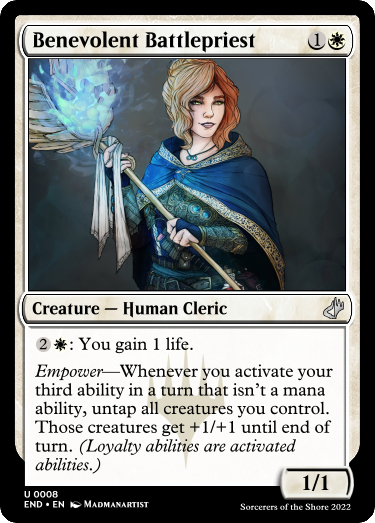 Benevolent Battlepriest 1
Creature — Human Cleric
2 : You gain 1 life.
Empower—Whenever you activate your
third ability in a turn that isn't a mana
ability, untap all creatures you control.
Those creatures get +1/+1 until end of
turn. (Loyalty abilities are activated
abilities.)
1/1
U 0008
END • EN MADMANARTIST
Sorcerers of the Shore 2022